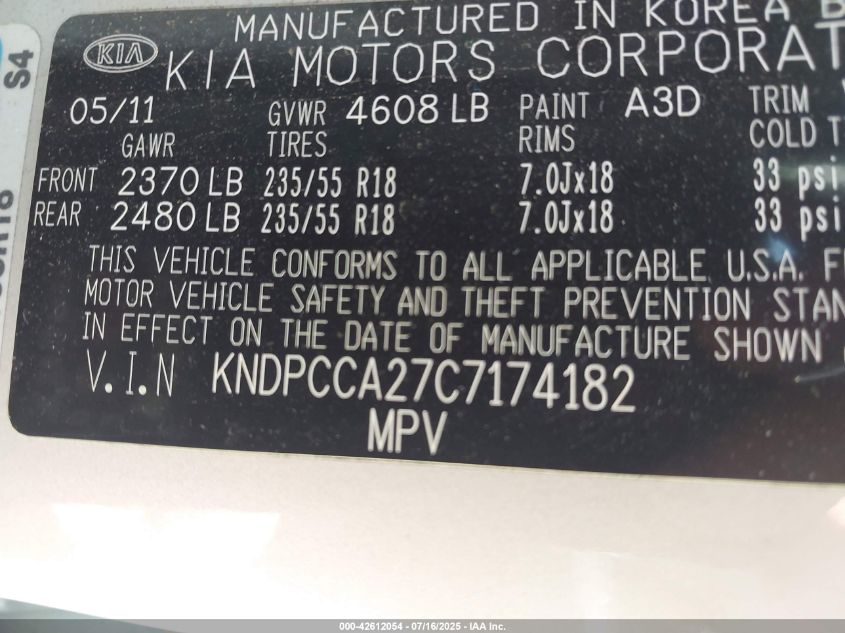 MANUFACTURED IN KOREA B
KIA
KIA MOTORS CORPORAT
S4
05/11 GVWR 4608 LB PAINT A3D TRIM
GAWR TIRES RIMS COLD T
FRONT 2370 LB 235/55 R18 7.0Jx18 33 psi
REAR 2480 LB 235/55 R18 7.0Jx18 33 psi
THIS VEHICLE CONFORMS TO ALL APPLICABLE U.S.A. F
MOTOR VEHICLE SAFETY AND THEFT PREVENTION STAN
IN EFFECT ON THE DATE OF MANUFACTURE SHOWN
V.I.N KNDPCCA27C7174182
MPV
000-42612054 - 07/16/2025 - IAA Inc.